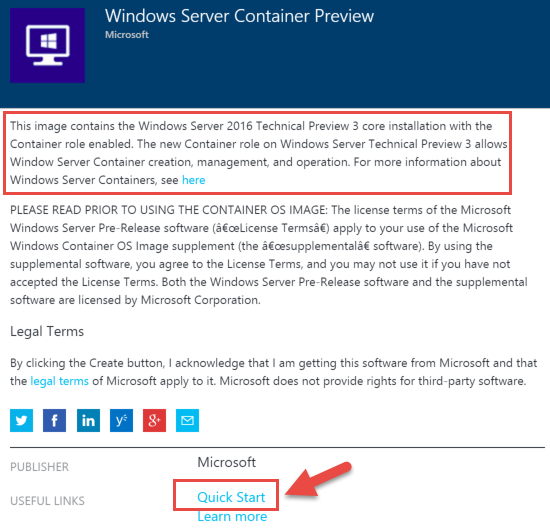 Windows Server Container Preview
Microsoft
This image contains the Windows Server 2016 Technical Preview 3 core installation with the
Container role enabled. The new Container role on Windows Server Technical Preview 3 allows
Window Server Container creation, management, and operation. For more information about
Windows Server Containers, see here
PLEASE READ PRIOR TO USING THE CONTAINER OS IMAGE: The license terms of the Microsoft
Windows Server Pre-Release software (â€œLicense Termsâ€) apply to your use of the Microsoft
Windows Container OS Image supplement (the â€œsupplementalâ€ software). By using the
supplemental software, you agree to the License Terms, and you may not use it if you have not
accepted the License Terms. Both the Windows Server Pre-Release software and the supplemental
software are licensed by Microsoft Corporation.
Legal Terms
By clicking the Create button, I acknowledge that I am getting this software from Microsoft and that
the legal terms of Microsoft apply to it. Microsoft does not provide rights for third-party software.
f in y g+
PUBLISHER Microsoft
USEFUL LINKS Quick Start
Learn more